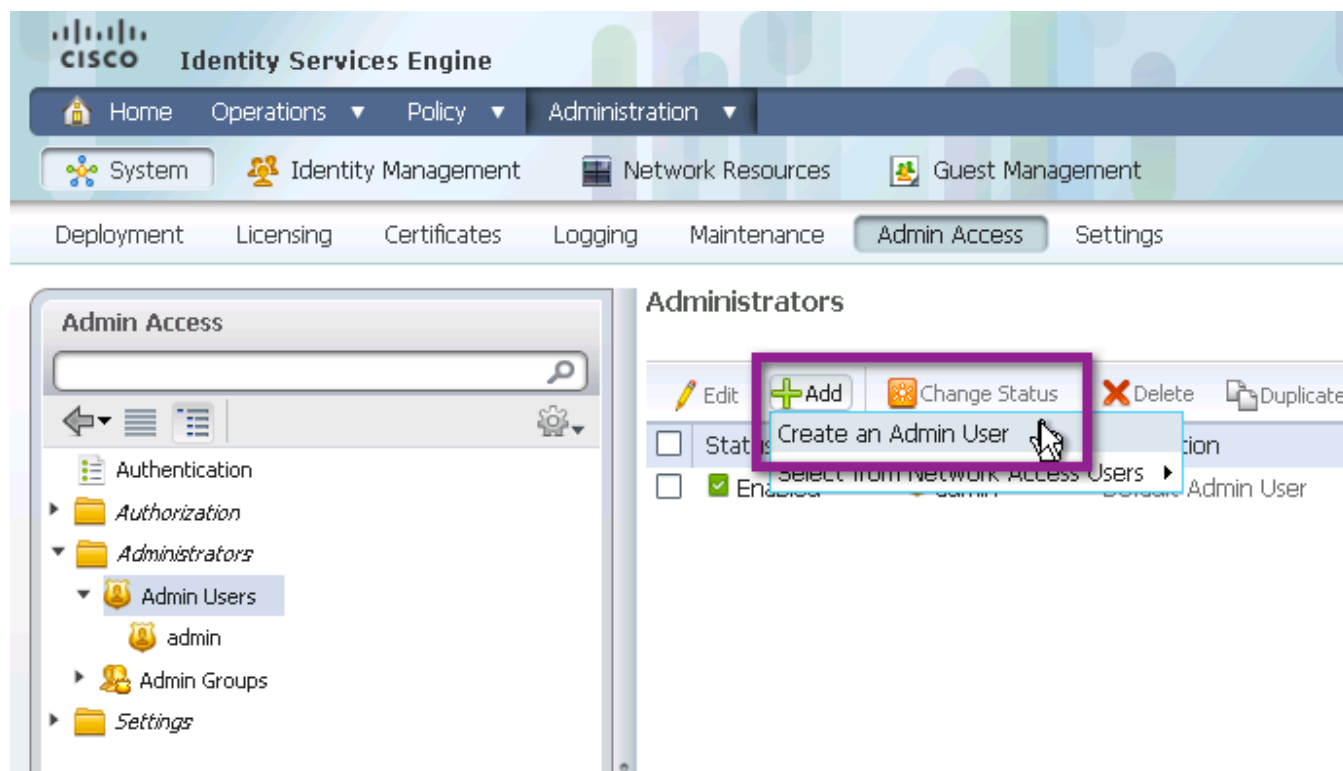 CISCO Identity Services Engine
Home Operations Policy Administration
System Identity Management Network Resources Guest Management
Deployment Licensing Certificates Logging Maintenance Admin Access Settings
Admin Access
Authentication
Authorization
Administrators
Admin Users
admin
Admin Groups
Settings
Administrators
Edit Add Change Status Delete Duplicate
Create an Admin User
Select from Network Access Users
Enabled admin Default Admin User